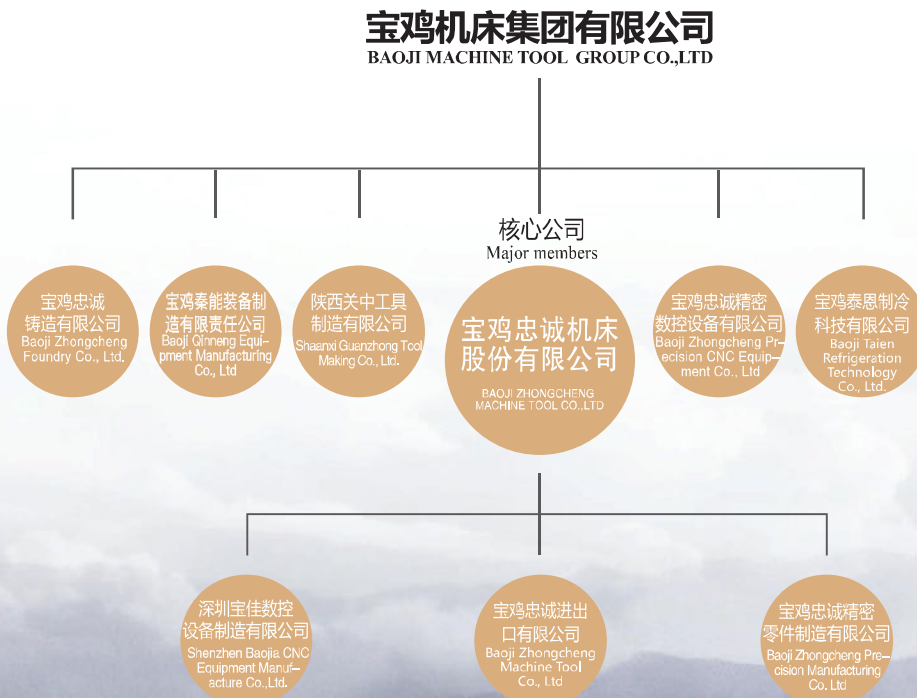 宝鸡机床集团有限公司
BAOJI MACHINE TOOL GROUP CO.,LTD
核心公司
Major members
宝鸡忠诚
铸造有限公司
Baoji Zhongcheng
Foundry Co., Ltd.
宝鸡秦能装备制
造有限责任公司
Baoji Qinneng Equi-
pment Manufacturing
Co., Ltd
陕西关中工具
制造有限公司
Shaanxi Guanzhong Tool
Making Co., Ltd.
宝鸡忠诚机床
股份有限公司
BAOJI ZHONGCHENG
MACHINE TOOL CO.,LTD
宝鸡忠诚精密
数控设备有限公司
Baoji Zhongcheng Pr-
ecision CNC Equip-
ment Co., Ltd
宝鸡泰恩制冷
科技有限公司
Baoji Taien
Refrigeration
Technology
Co., Ltd.
深圳宝佳数控
设备制造有限公司
Shenzhen Baojia CNC
Equipment Manuf-
acture Co.,Ltd.
宝鸡忠诚进出
口有限公司
Baoji Zhongcheng
Machine Tool
Co., Ltd
宝鸡忠诚精密
零件制造有限公司
Baoji Zhongcheng Pre-
cision Manufacturing
Co, Ltd